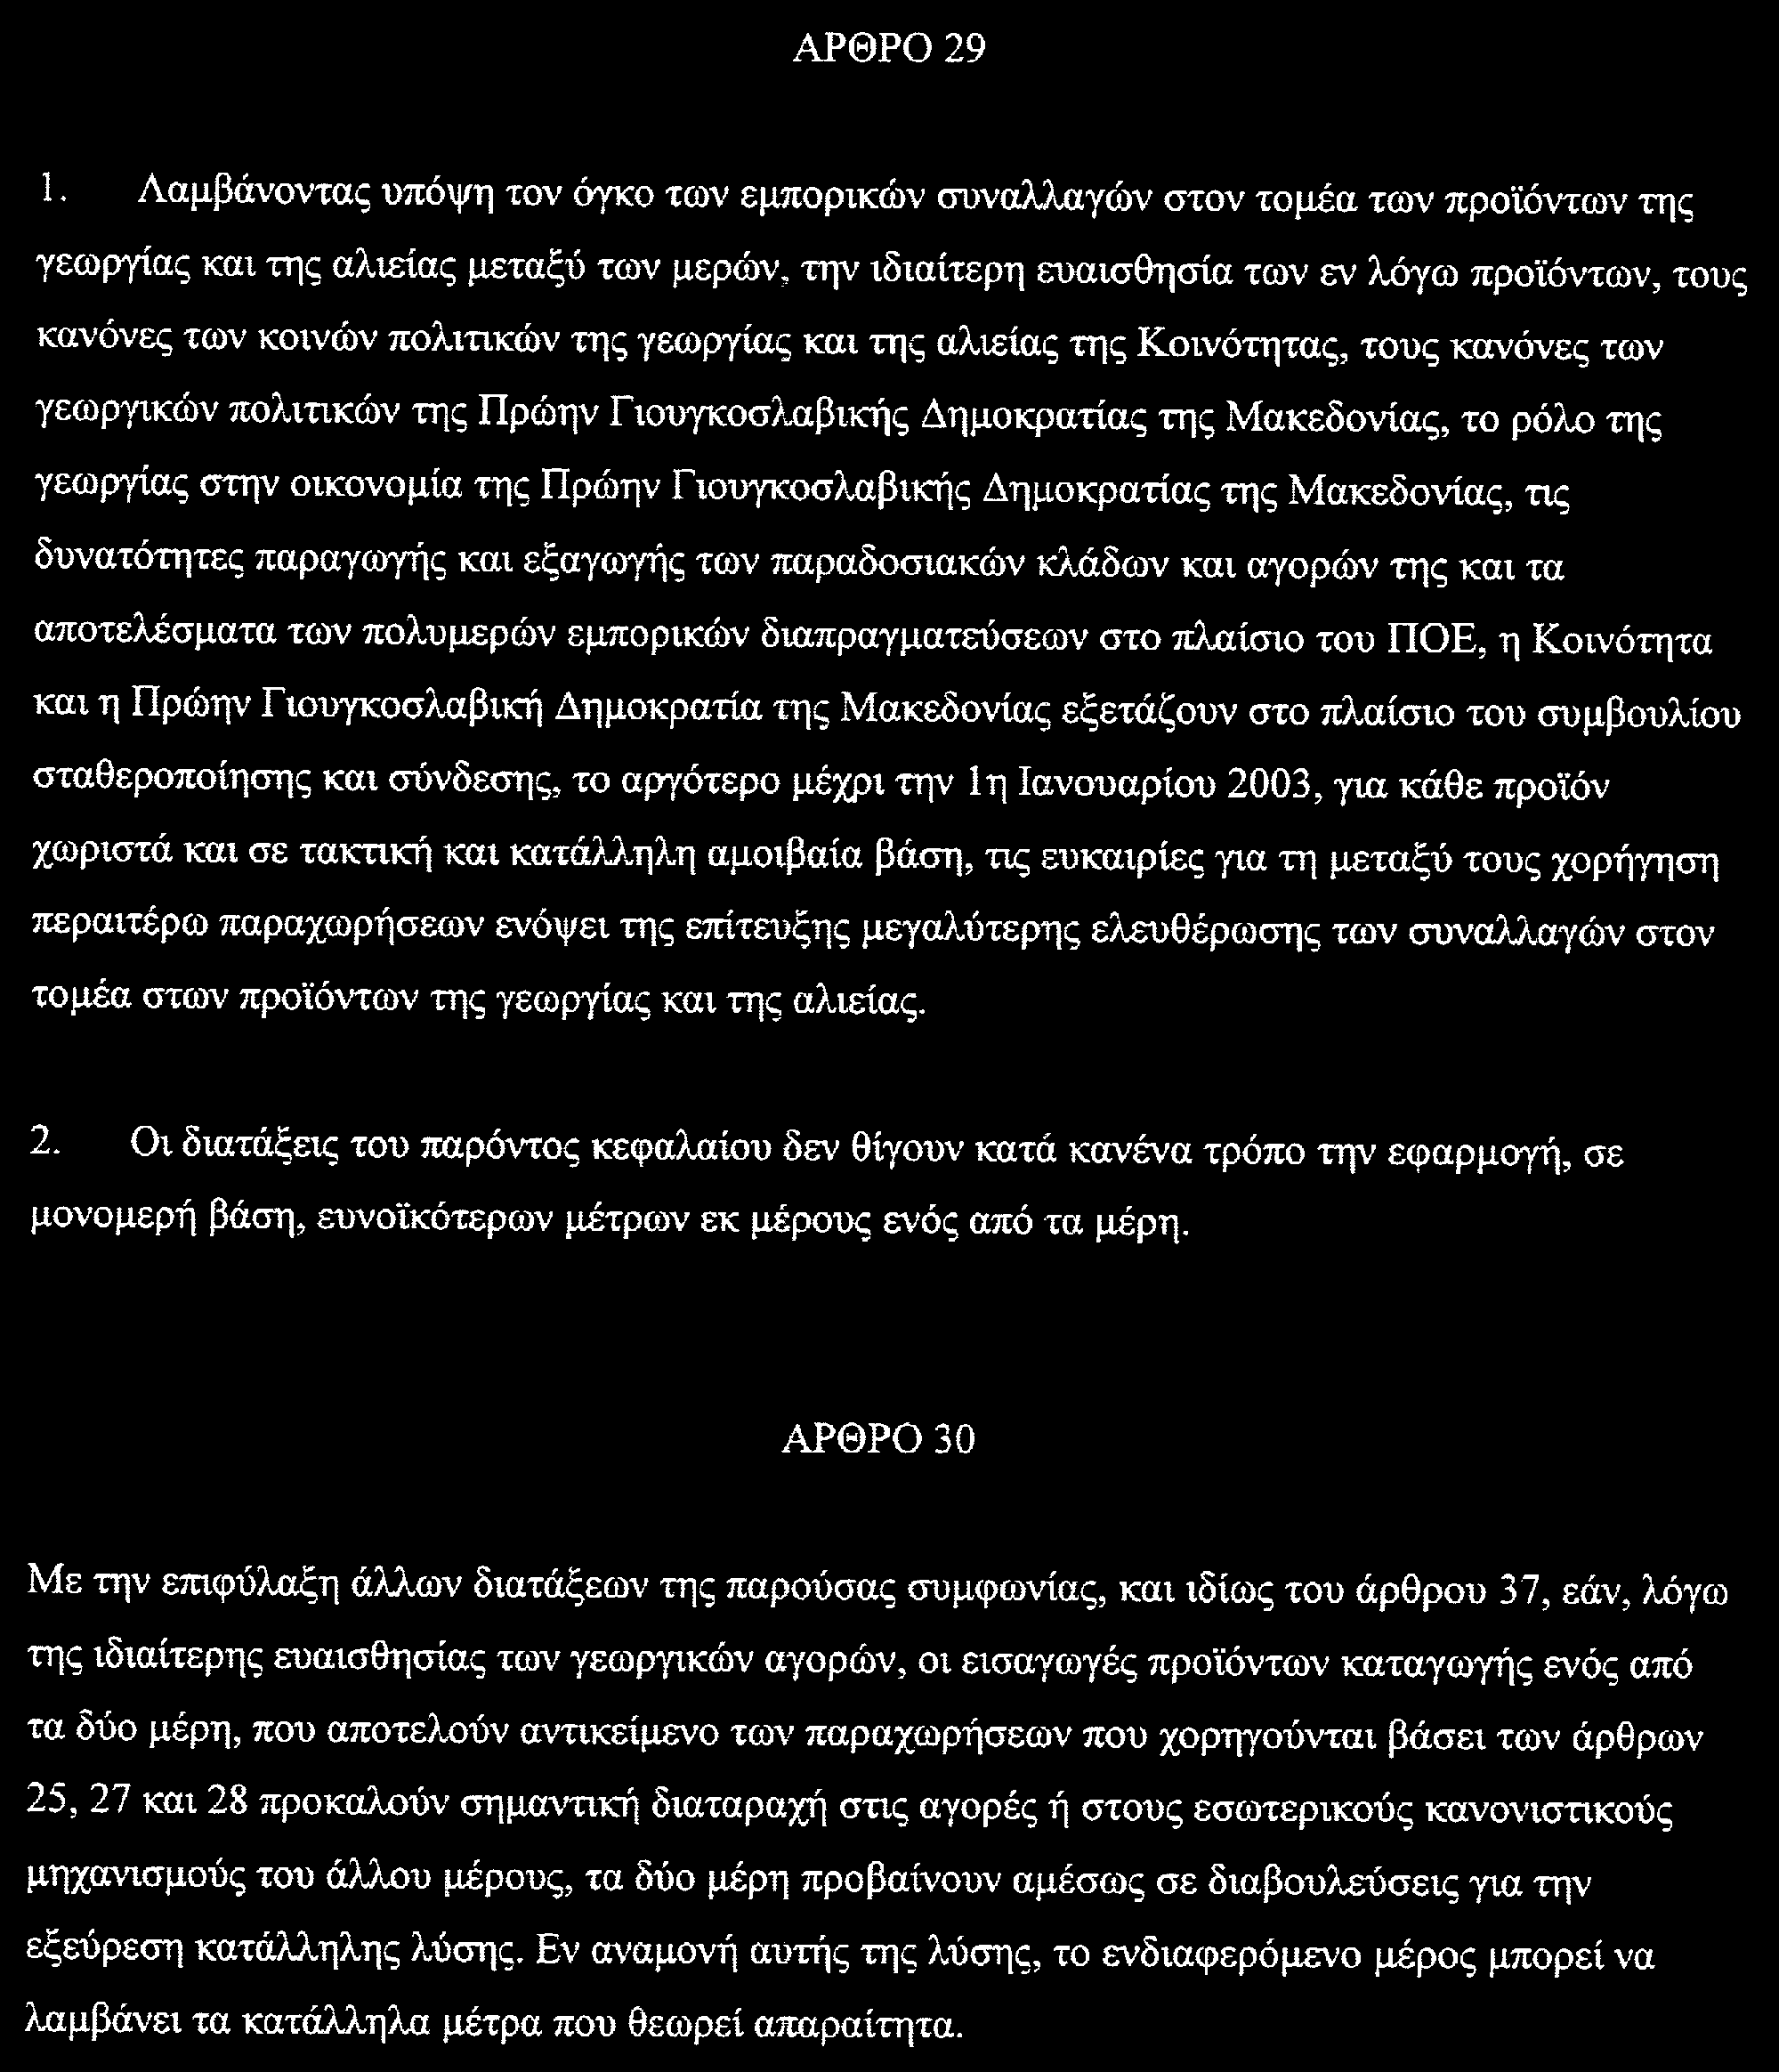 ΑΡΘΡΟ 29
1. Λαμβάνοντας υπόψη τον όγκο των εμπορικών συναλλαγών στον τομέα των προϊόντων της
γεωργίας και της αλιείας μεταξύ των μερών, την ιδιαίτερη ευαισθησία των εν λόγω προϊόντων, τους
κανόνες των κοινών πολιτικών της γεωργίας και της αλιείας της Κοινότητας, τους κανόνες των
γεωργικών πολιτικών της Πρώην Γιουγκοσλαβικής Δημοκρατίας της Μακεδονίας, το ρόλο της
γεωργίας στην οικονομία της Πρώην Γιουγκοσλαβικής Δημοκρατίας της Μακεδονίας, τις
δυνατότητες παραγωγής και εξαγωγής των παραδοσιακών κλάδων και αγορών της και τα
αποτελέσματα των πολυμερών εμπορικών διαπραγματεύσεων στο πλαίσιο του ΠΟΕ, η Κοινότητα
και η Πρώην Γιουγκοσλαβική Δημοκρατία της Μακεδονίας εξετάζουν στο πλαίσιο του συμβουλίου
σταθεροποίησης και σύνδεσης, το αργότερο μέχρι την 1η Ιανουαρίου 2003, για κάθε προϊόν
χωριστά και σε τακτική και κατάλληλη αμοιβαία βάση, τις ευκαιρίες για τη μεταξύ τους χορήγηση
περαιτέρω παραχωρήσεων ενόψει της επίτευξης μεγαλύτερης ελευθέρωσης των συναλλαγών στον
τομέα στων προϊόντων της γεωργίας και της αλιείας.
2. Οι διατάξεις του παρόντος κεφαλαίου δεν θίγουν κατά κανένα τρόπο την εφαρμογή, σε
μονομερή βάση, ευνοϊκότερων μέτρων εκ μέρους ενός από τα μέρη.
ΑΡΘΡΟ 30
Με την επιφύλαξη άλλων διατάξεων της παρούσας συμφωνίας, και ιδίως του άρθρου 37, εάν, λόγω
της ιδιαίτερης ευαισθησίας των γεωργικών αγορών, οι εισαγωγές προϊόντων καταγωγής ενός από
τα δύο μέρη, που αποτελούν αντικείμενο των παραχωρήσεων που χορηγούνται βάσει των άρθρων
25, 27 και 28 προκαλούν σημαντική διαταραχή στις αγορές ή στους εσωτερικούς κανονιστικούς
μηχανισμούς του άλλου μέρους, τα δύο μέρη προβαίνουν αμέσως σε διαβουλεύσεις για την
εξεύρεση κατάλληλης λύσης. Εν αναμονή αυτής της λύσης, το ενδιαφερόμενο μέρος μπορεί να
λαμβάνει τα κατάλληλα μέτρα που θεωρεί απαραίτητα.